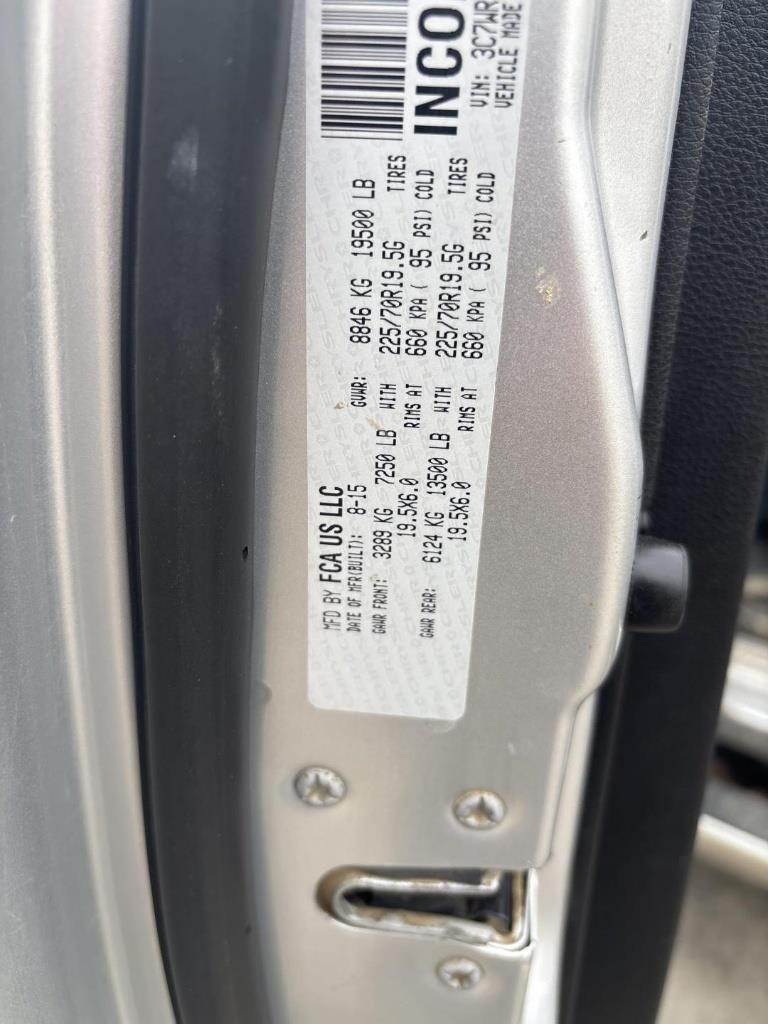 MFD BY FCA US LLC
DATE OF MFR(BUILT): 8-15 GVWR: 8846 KG 19500 LB
GAWR FRONT: 3289 KG 7250 LB WITH 225/70R19.5G TIRES
19.5X6.0 RIMS AT 660 KPA ( 95 PSI) COLD
GAWR REAR: 6124 KG 13500 LB WITH 225/70R19.5G TIRES
19.5X6.0 RIMS AT 660 KPA ( 95 PSI) COLD
INCO
VIN: 3C7WR
VEHICLE MADE